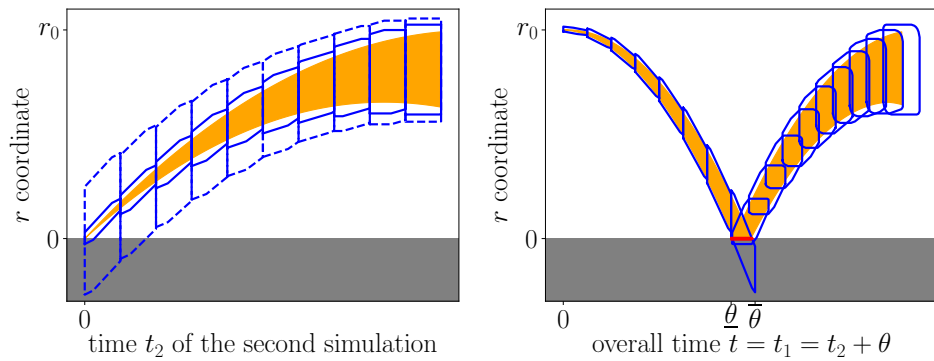 r₀
r coordinate
0
0
time t₂ of the second simulation
r₀
r coordinate
0
0
θ̲ θ̅
overall time t = t₁ = t₂ + θ